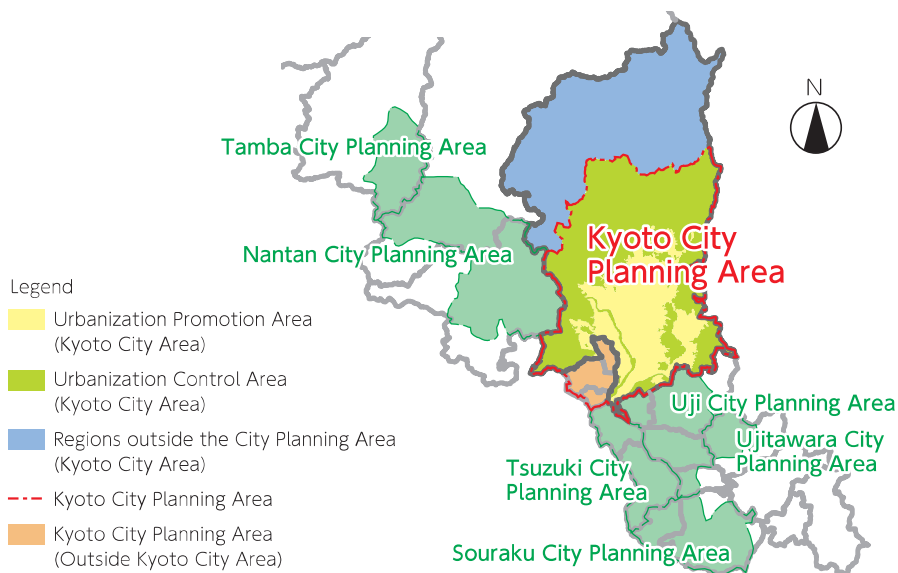 N
Tamba City Planning Area
Kyoto City
Planning Area
Nantan City Planning Area
Legend
Urbanization Promotion Area
(Kyoto City Area)
Urbanization Control Area
(Kyoto City Area)
Regions outside the City Planning Area
(Kyoto City Area)
Kyoto City Planning Area
Kyoto City Planning Area
(Outside Kyoto City Area)
Uji City Planning Area
Ujitawara City
Planning Area
Tsuzuki City
Planning Area
Souraku City Planning Area